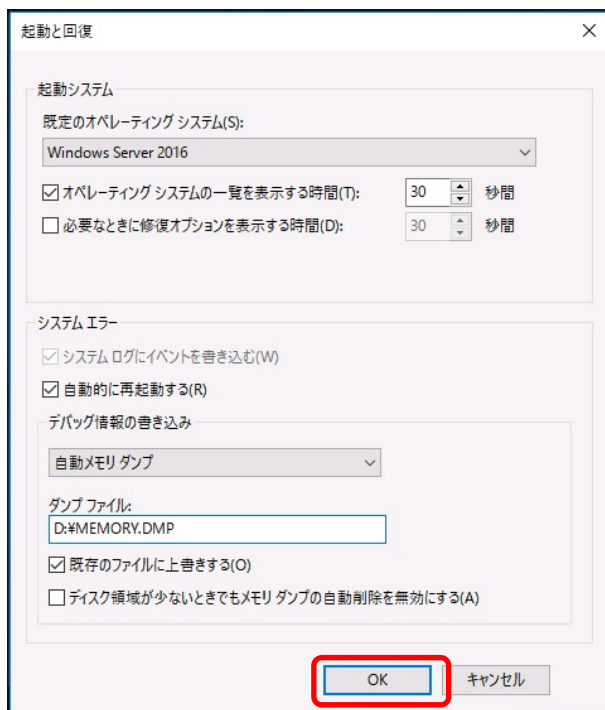 起動と回復
起動システム
既定のオペレーティング システム(S):
Windows Server 2016
オペレーティング システムの一覧を表示する時間(T): 30 秒間
必要なときに修復オプションを表示する時間(D): 30 秒間
システム エラー
システム ログにイベントを書き込む(W)
自動的に再起動する(R)
デバッグ情報の書き込み
自動メモリ ダンプ
ダンプ ファイル:
D:¥MEMORY.DMP
既存のファイルに上書きする(O)
ディスク領域が少ないときでもメモリ ダンプの自動削除を無効にする(A)
OK キャンセル